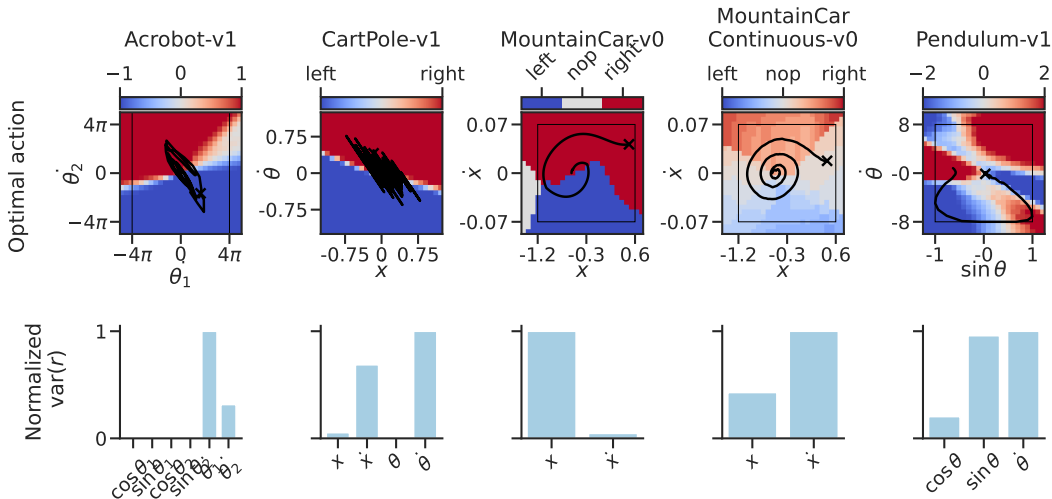 Acrobot-v1
CartPole-v1
MountainCar-v0
MountainCar
Continuous-v0
Pendulum-v1
−1 0 1
left right
left nop right
left nop right
−2 0 2
Optimal action
4π
0
−4π
θ̇₂
−4π 0 4π
θ̇₁
0.75
0
-0.75
θ̇
-0.75 0 0.75
x
0.07
0
-0.07
ẋ
-1.2 -0.3 0.6
x
0.07
0
-0.07
ẋ
-1.2 -0.3 0.6
x
8
-0
-8
θ̇
-1 0 1
sin θ
Normalized
var(r)
1
0
cos θ₁ sin θ₁ cos θ₂ sin θ₂ θ̇₁ θ̇₂
x ẋ θ θ̇
x ẋ
x ẋ
cos θ sin θ θ̇